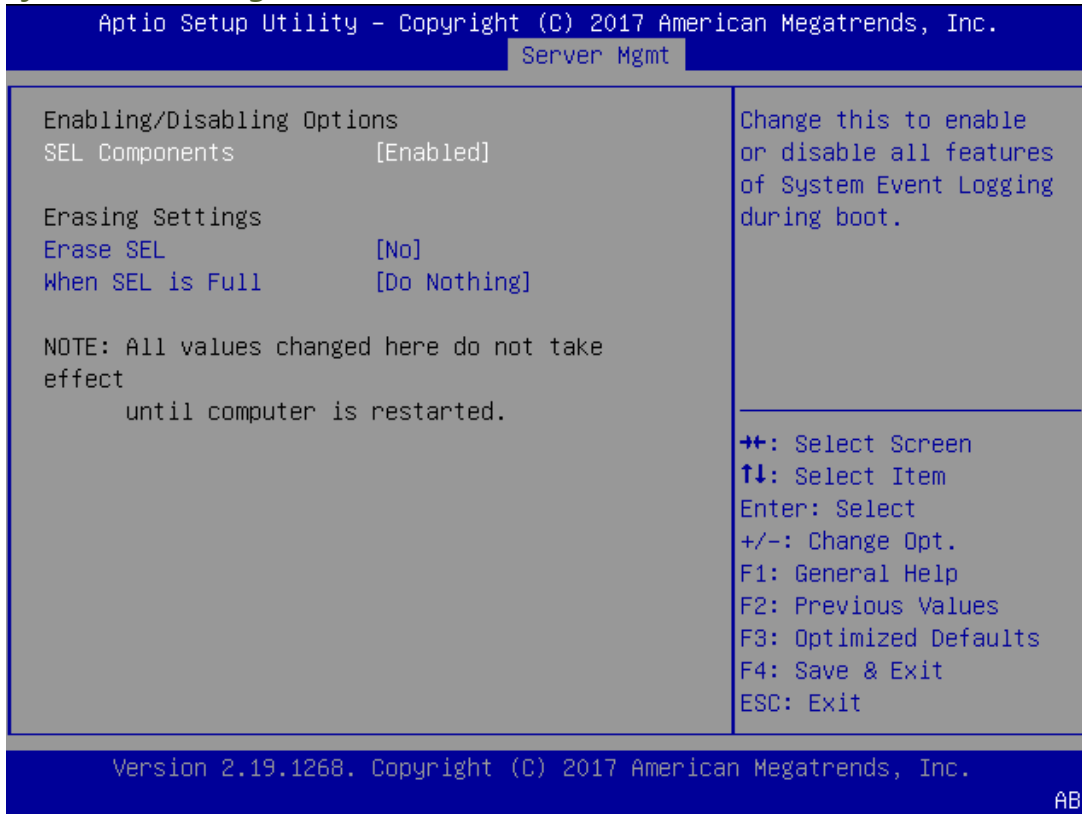 Aptio Setup Utility – Copyright (C) 2017 American Megatrends, Inc.
Server Mgmt
Enabling/Disabling Options
SEL Components [Enabled]
Erasing Settings
Erase SEL [No]
When SEL is Full [Do Nothing]
NOTE: All values changed here do not take
effect
until computer is restarted.
Change this to enable
or disable all features
of System Event Logging
during boot.
→←: Select Screen
↑↓: Select Item
Enter: Select
+/-: Change Opt.
F1: General Help
F2: Previous Values
F3: Optimized Defaults
F4: Save & Exit
ESC: Exit
Version 2.19.1268. Copyright (C) 2017 American Megatrends, Inc.
AB